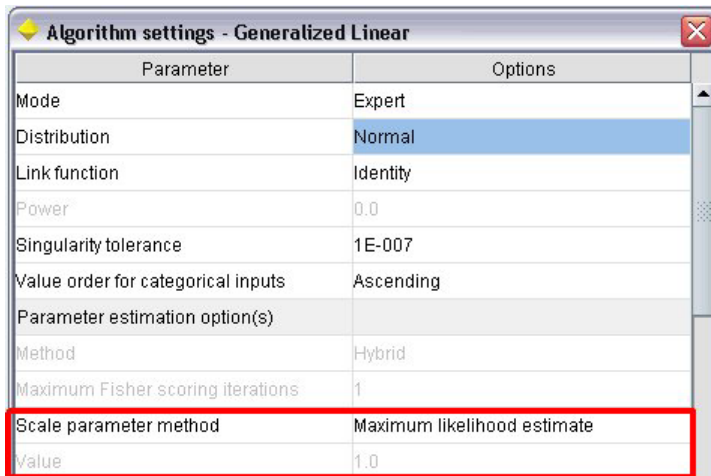 Algorithm settings - Generalized Linear
Parameter Options
Mode Expert
Distribution Normal
Link function Identity
Power 0.0
Singularity tolerance 1E-007
Value order for categorical inputs Ascending
Parameter estimation option(s)
Method Hybrid
Maximum Fisher scoring iterations 1
Scale parameter method Maximum likelihood estimate
Value 1.0